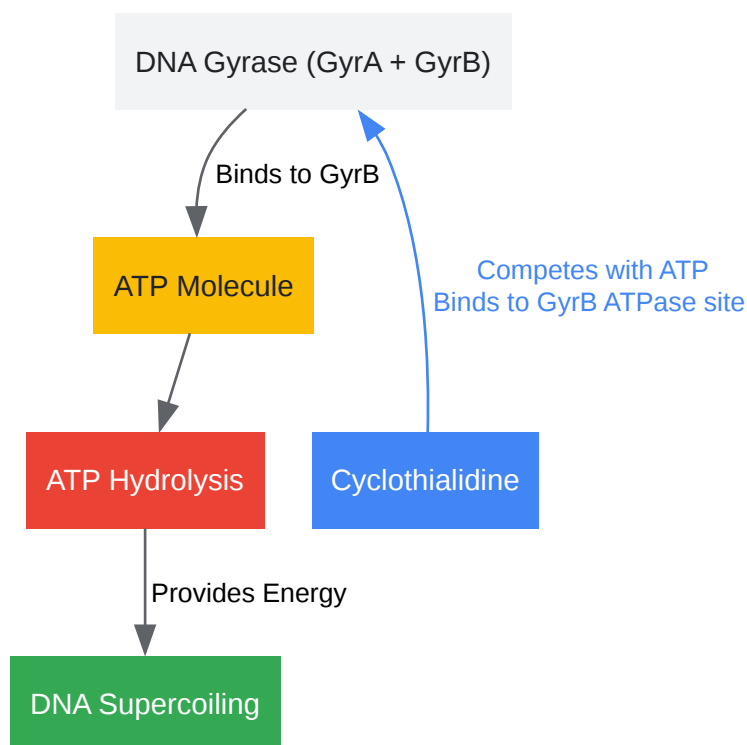 DNA Gyrase (GyrA + GyrB)
Binds to GyrB
ATP Molecule
Competes with ATP
Binds to GyrB ATPase site
ATP Hydrolysis
Cyclothialidine
Provides Energy
DNA Supercoiling